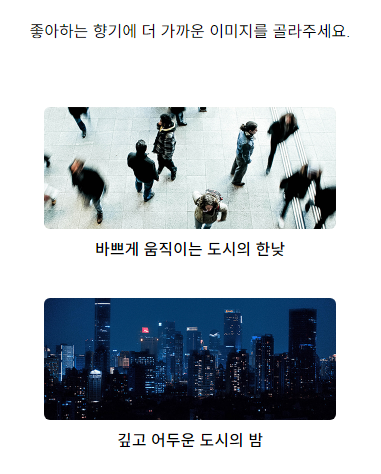 좋아하는 향기에 더 가까운 이미지를 골라주세요.
바쁘게 움직이는 도시의 한낮
깊고 어두운 도시의 밤